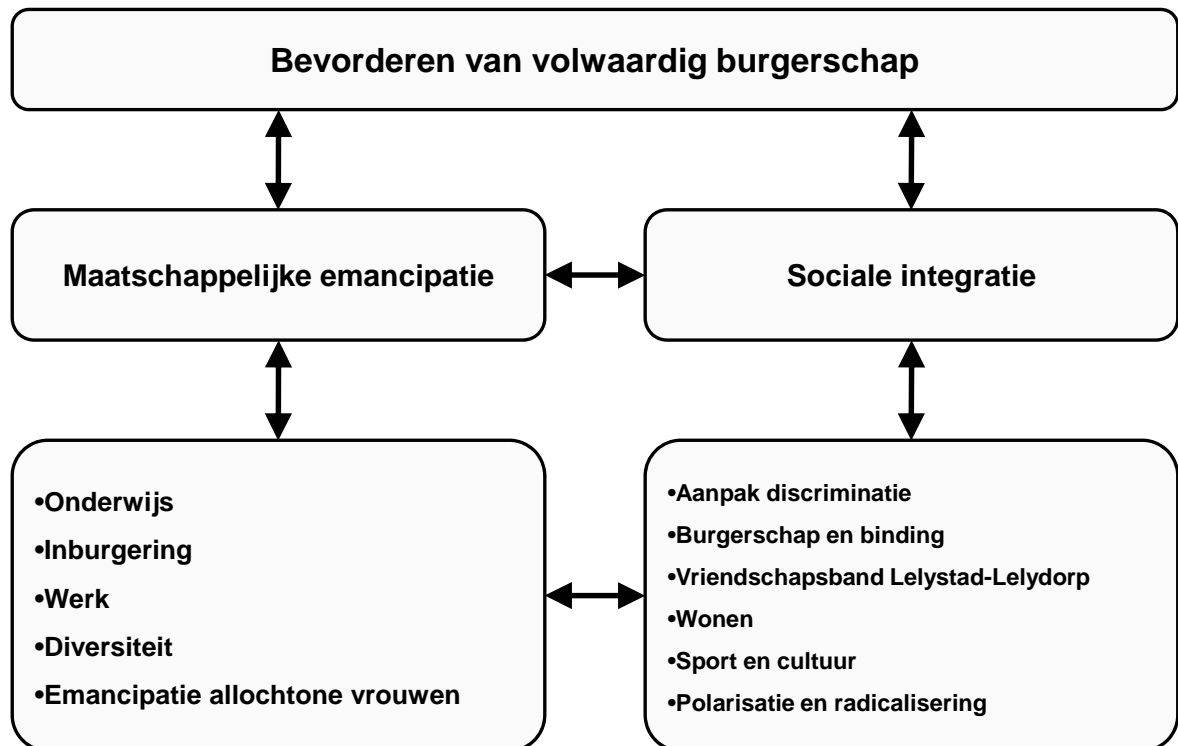 Bevorderen van volwaardig burgerschap
Maatschappelijke emancipatie
Sociale integratie
•Onderwijs
•Inburgering
•Werk
•Diversiteit
•Emancipatie allochtone vrouwen
•Aanpak discriminatie
•Burgerschap en binding
•Vriendschapsband Lelystad-Lelydorp
•Wonen
•Sport en cultuur
•Polarisatie en radicalisering